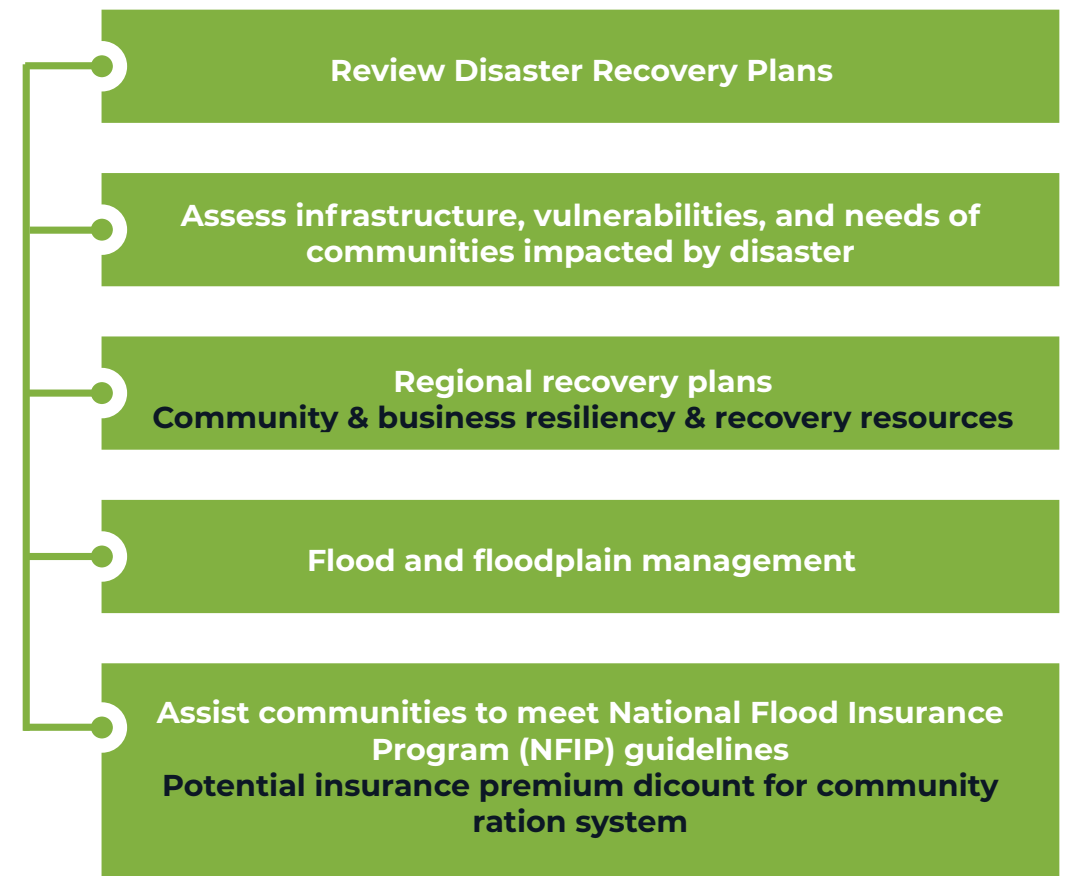 Review Disaster Recovery Plans
Assess infrastructure, vulnerabilities, and needs of
communities impacted by disaster
Regional recovery plans
Community & business resiliency & recovery resources
Flood and floodplain management
Assist communities to meet National Flood Insurance
Program (NFIP) guidelines
Potential insurance premium dicount for community
ration system